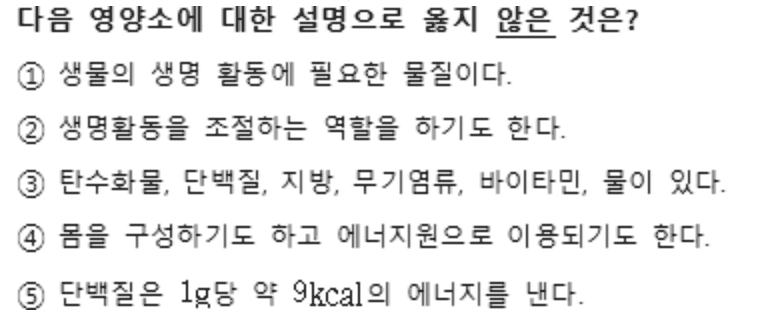 다음 영양소에 대한 설명으로 옳지 않은 것은?
① 생물의 생명 활동에 필요한 물질이다.
② 생명활동을 조절하는 역할을 하기도 한다.
③ 탄수화물, 단백질, 지방, 무기염류, 바이타민, 물이 있다.
④ 몸을 구성하기도 하고 에너지원으로 이용되기도 한다.
⑤ 단백질은 1g당 약 9kcal의 에너지를 낸다.